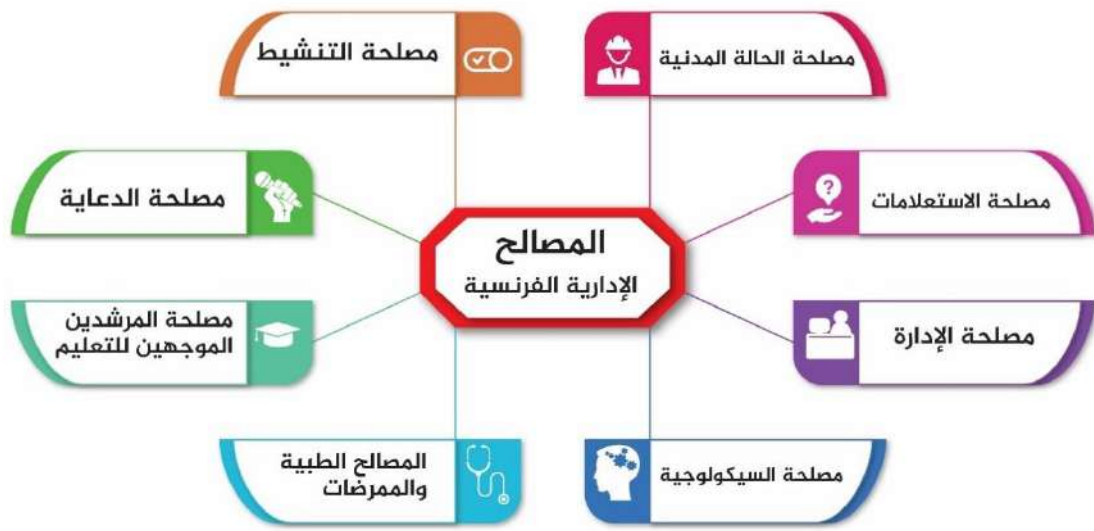 مصلحة الحالة المدنية
مصلحة التنشيط
مصلحة الاستعلامات
مصلحة الدعاية
المصالح
الإدارية الفرنسية
مصلحة الإدارة
مصلحة المرشدين
الموجهين للتعليم
مصلحة السيكولوجية
المصالح الطبية
والممرضات